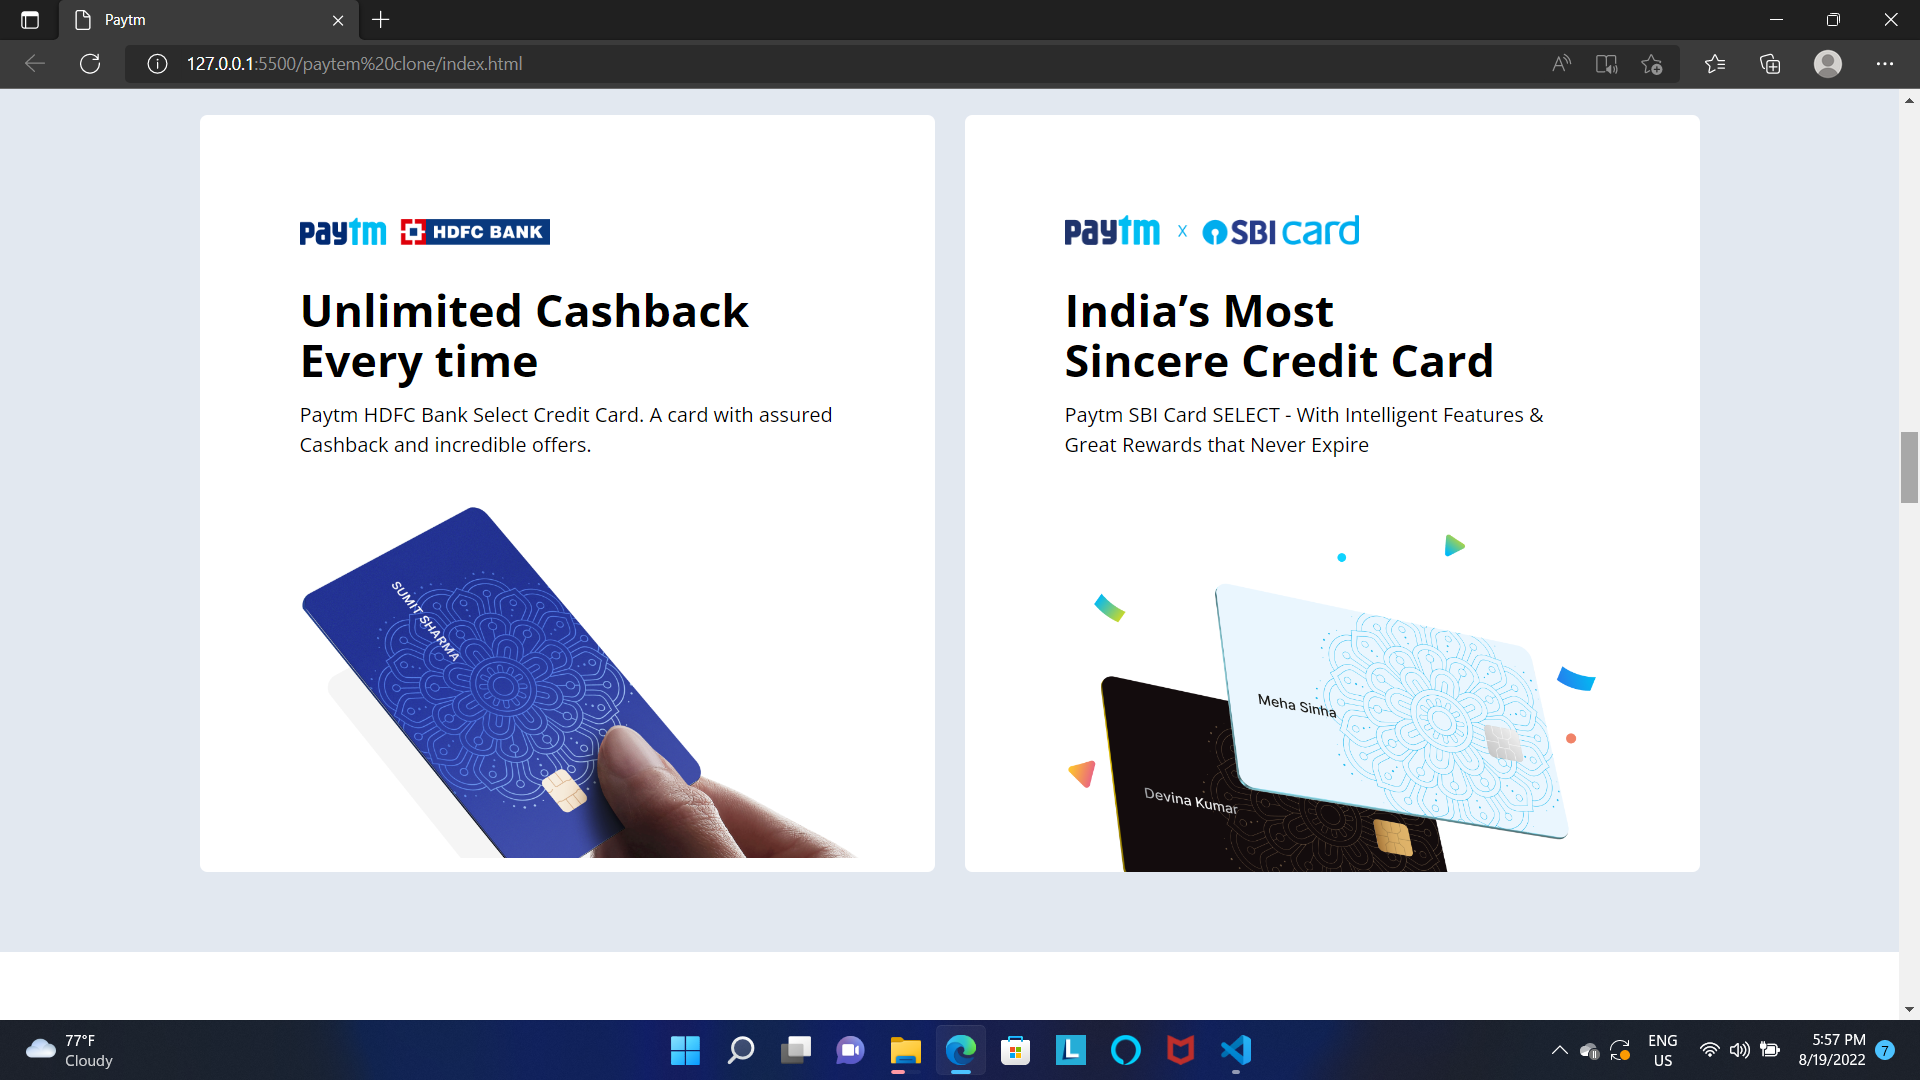 Paytm
127.0.0.1:5500/paytem%20clone/index.html
paytm HDFC BANK
Unlimited Cashback
Every time
Paytm HDFC Bank Select Credit Card. A card with assured
Cashback and incredible offers.
SUMIT SHARMA
paytm x SBI card
India’s Most
Sincere Credit Card
Paytm SBI Card SELECT - With Intelligent Features &
Great Rewards that Never Expire
Meha Sinha
Devina Kumar
77°F
Cloudy
ENG
US
5:57 PM
8/19/2022
7